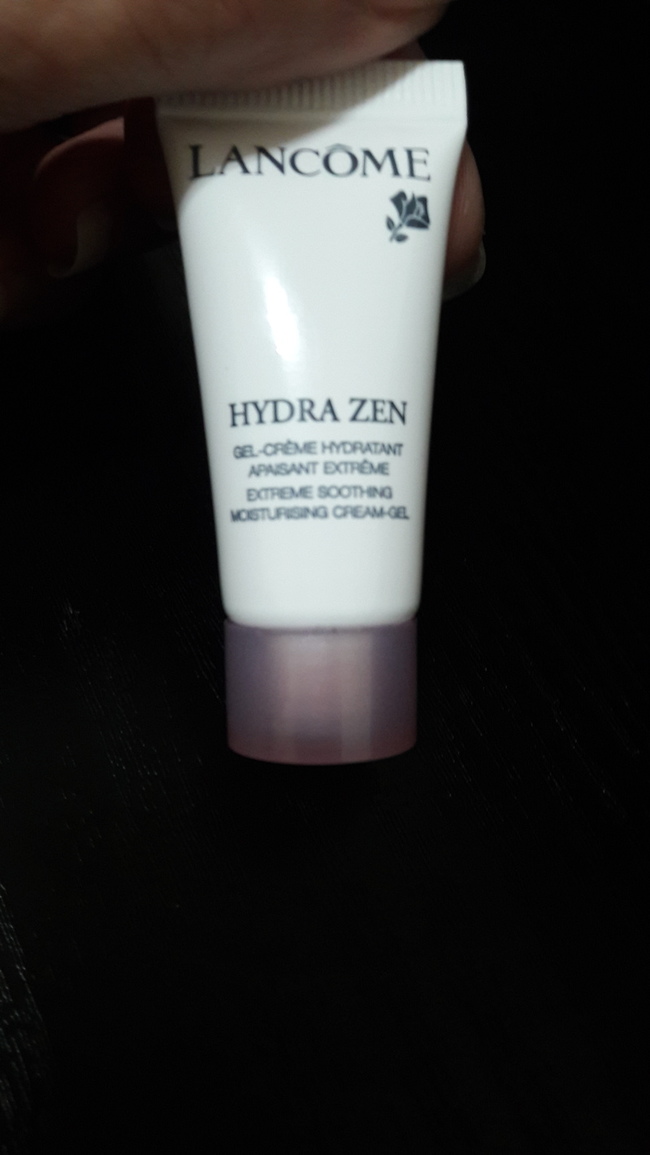 LANCÔME
HYDRA ZEN
GEL-CRÈME HYDRATANT
APAISANT EXTRÊME
EXTREME SOOTHING
MOISTURISING CREAM-GEL